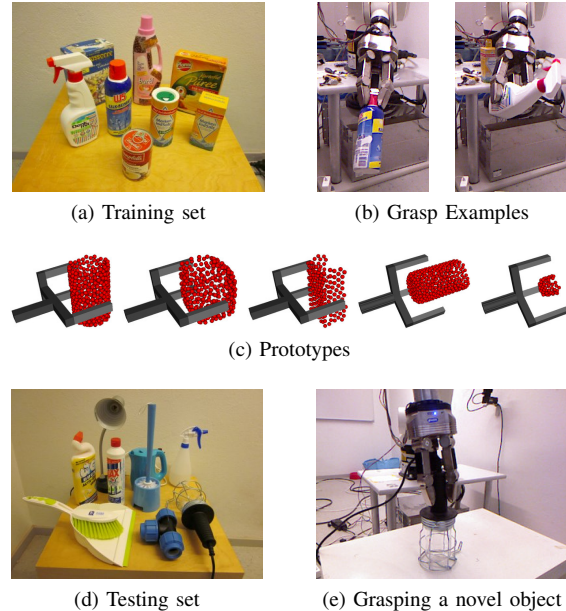 (a) Training set
(b) Grasp Examples
(c) Prototypes
(d) Testing set
(e) Grasping a novel object